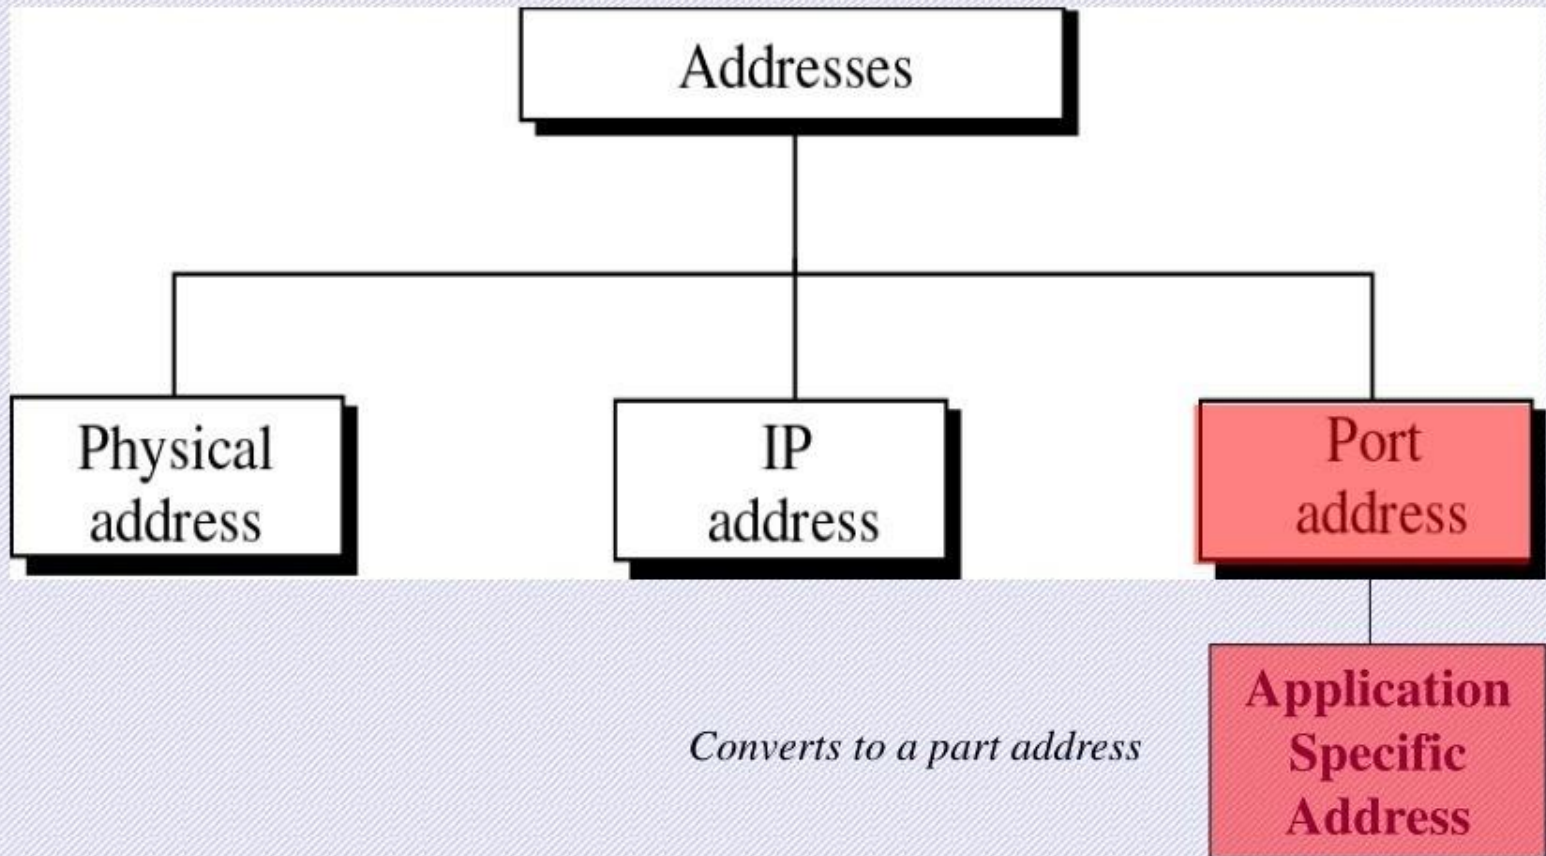 Addresses
Physical
address
IP
address
Port
address
Converts to a part address
Application
Specific
Address